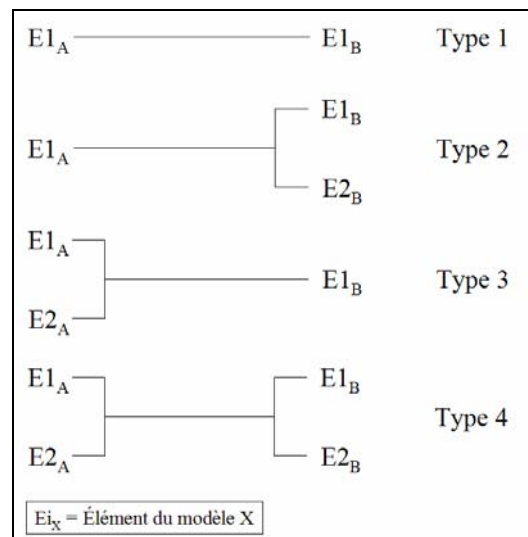 E1A E1B Type 1
E1B
E1A Type 2
E2B
E1A
E1B Type 3
E2A
E1A E1B
Type 4
E2A E2B
EiX = Élément du modèle X